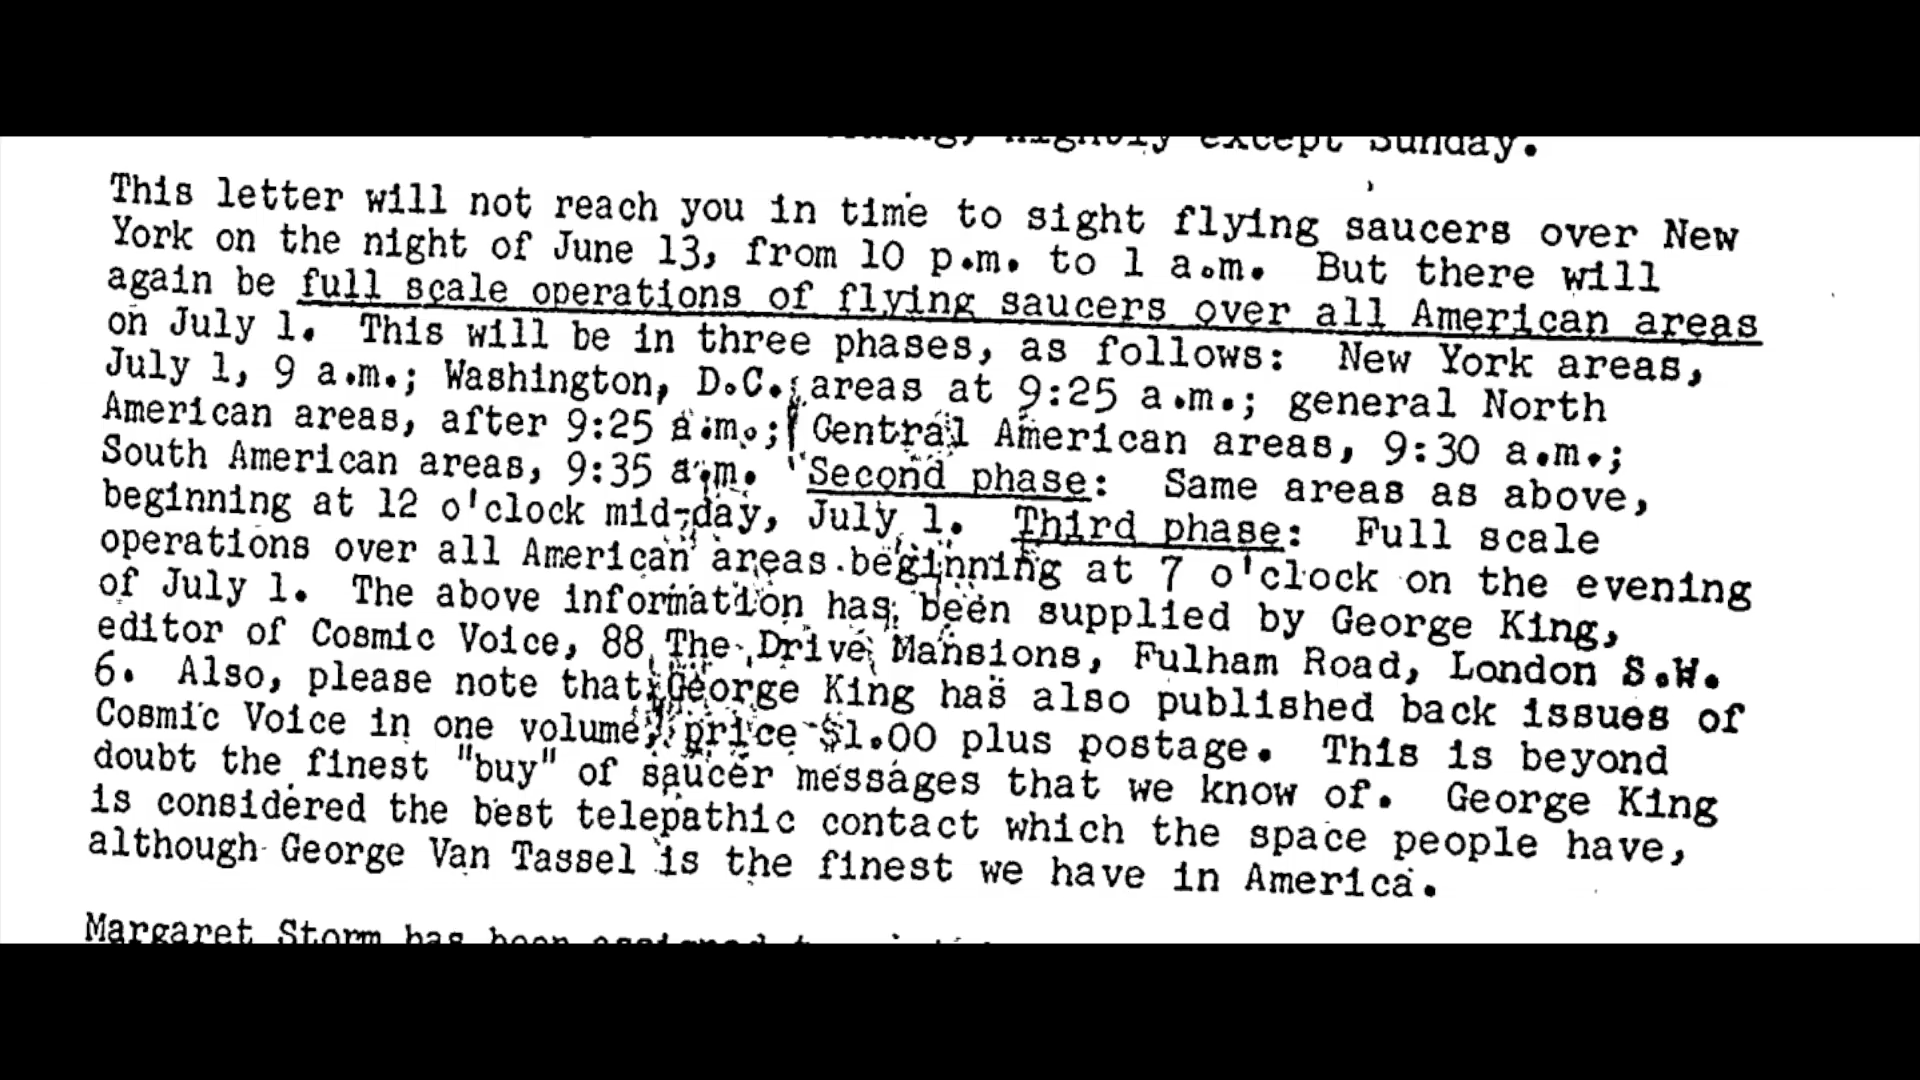 nightly except Sunday.
This letter will not reach you in time to sight flying saucers over New
York on the night of June 13, from 10 p.m. to 1 a.m. But there will
again be full scale operations of flying saucers over all American areas
on July 1. This will be in three phases, as follows: New York areas,
July 1, 9 a.m.; Washington, D.C. areas at 9:25 a.m.; general North
American areas, after 9:25 a.m.; Central American areas, 9:30 a.m.;
South American areas, 9:35 a.m. Second phase: Same areas as above,
beginning at 12 o'clock mid-day, July 1. Third phase: Full scale
operations over all American areas beginning at 7 o'clock on the evening
of July 1. The above information has been supplied by George King,
editor of Cosmic Voice, 88 The Drive Mansions, Fulham Road, London S.W.
6. Also, please note that George King has also published back issues of
Cosmic Voice in one volume, price $1.00 plus postage. This is beyond
doubt the finest "buy" of saucer messages that we know of. George King
is considered the best telepathic contact which the space people have,
although George Van Tassel is the finest we have in America.
Margaret Storm has been assigned